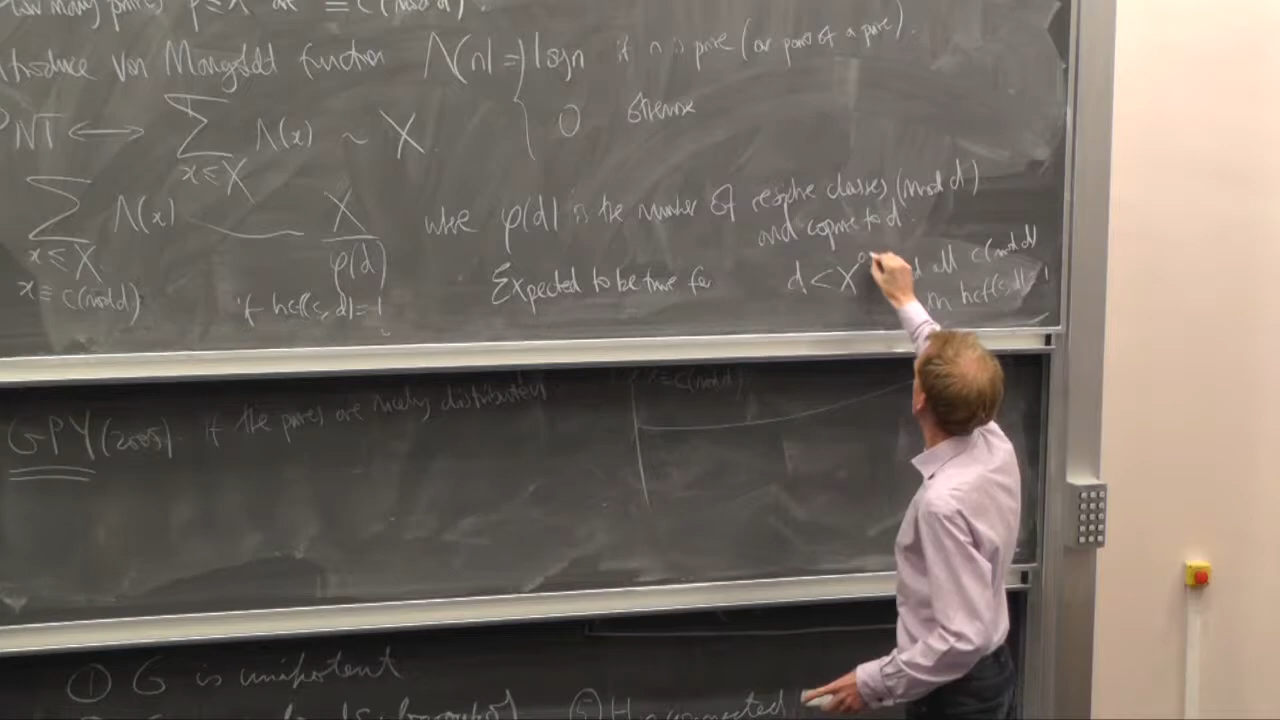 How many primes p ≤ X are ≡ c(mod d).
ntroduce von Mangoldt function Λ(n) = { log n if n is prime (or power of a prime).
0 otherwise
PNT ⟷ ∑ Λ(x) ~ X.
x ≤ X
∑ Λ(x) ~ X / φ(d) where φ(d) is the number of residue classes (mod d)
and coprime to d.
x ≤ X
x ≡ c(mod d) if hcf(c,d)=1
Expected to be true for d < X and all c(mod d)
hcf(c,d)=1
x ≡ c(mod d)
GPY (2005). If the primes are nicely distributed
① G is unipotent
⑤ H is connected